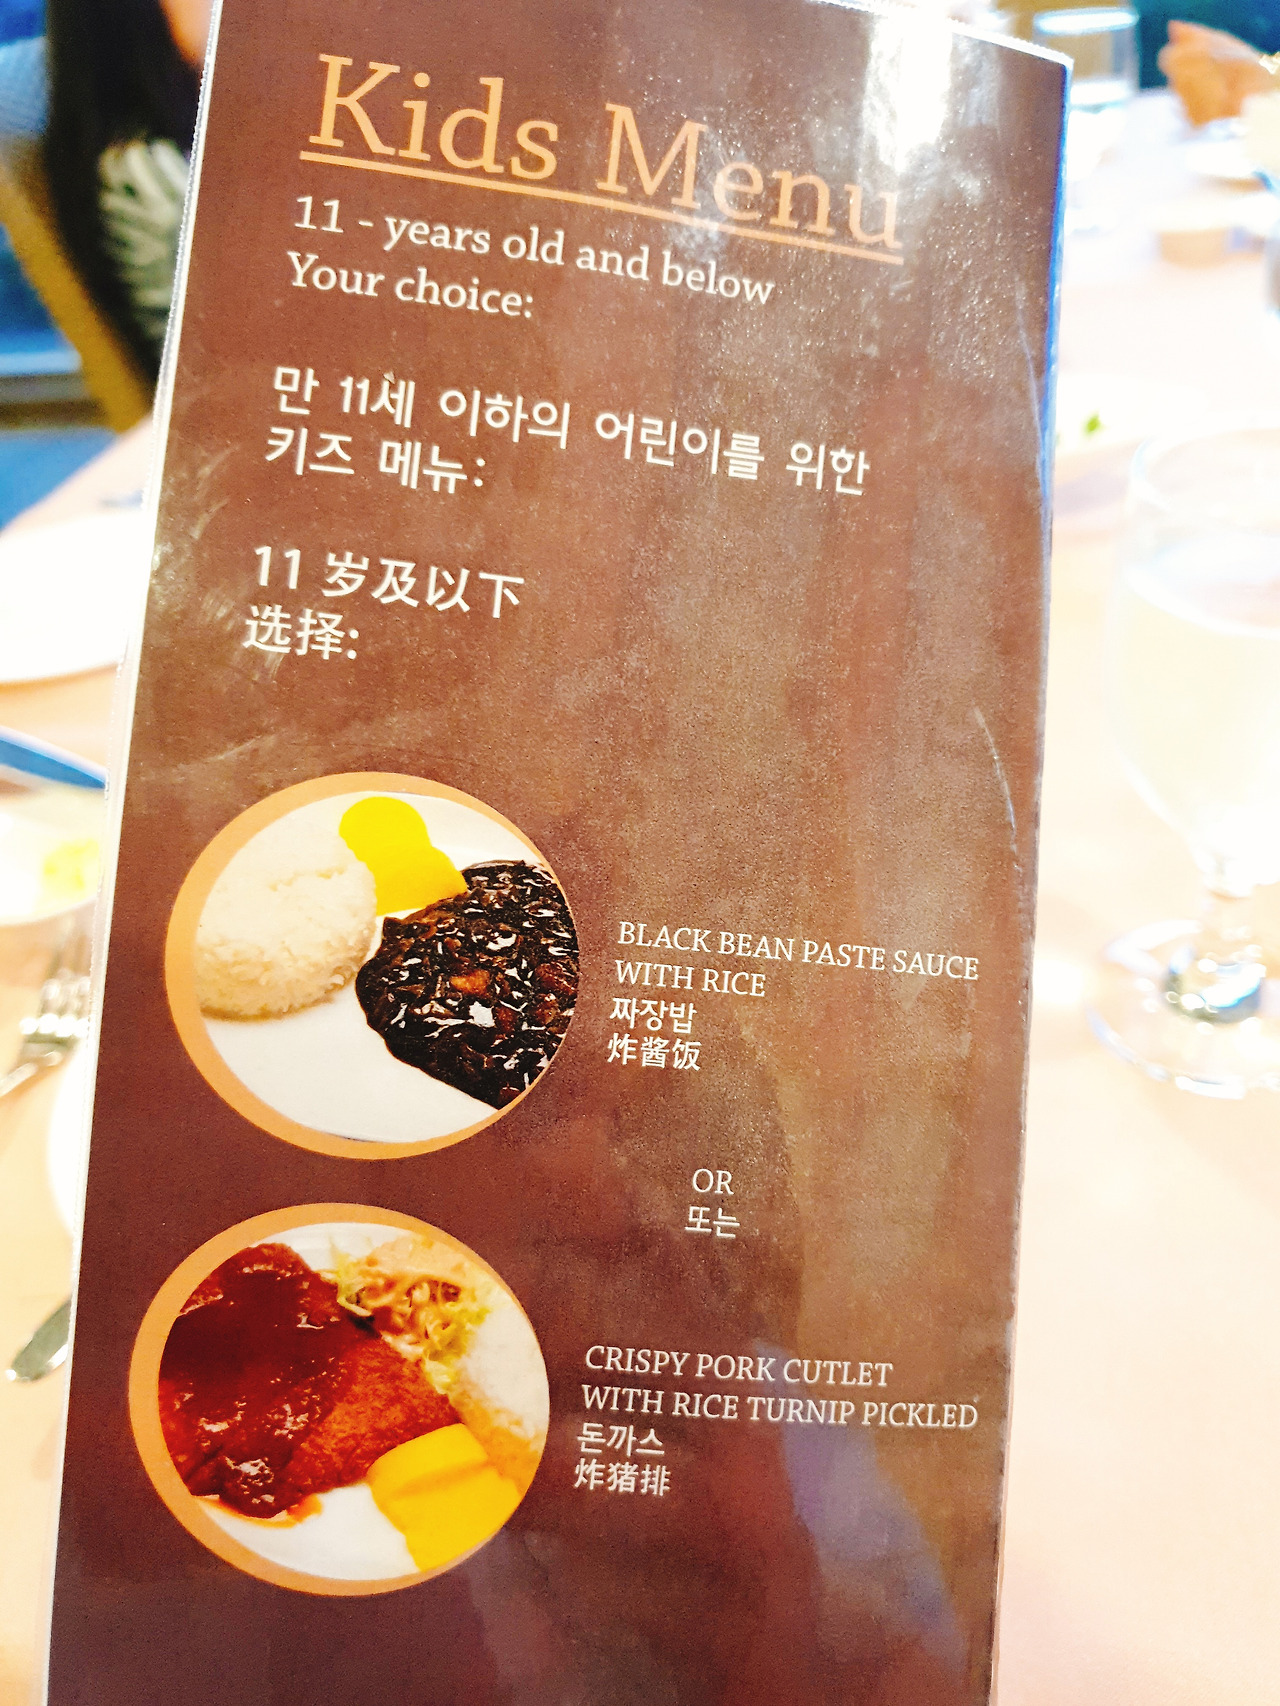 Kids Menu
11 - years old and below
Your choice:
만 11세 이하의 어린이를 위한
키즈 메뉴:
11 岁及以下
选择:
BLACK BEAN PASTE SAUCE
WITH RICE
짜장밥
炸酱饭
OR
또는
CRISPY PORK CUTLET
WITH RICE TURNIP PICKLED
돈까스
炸猪排